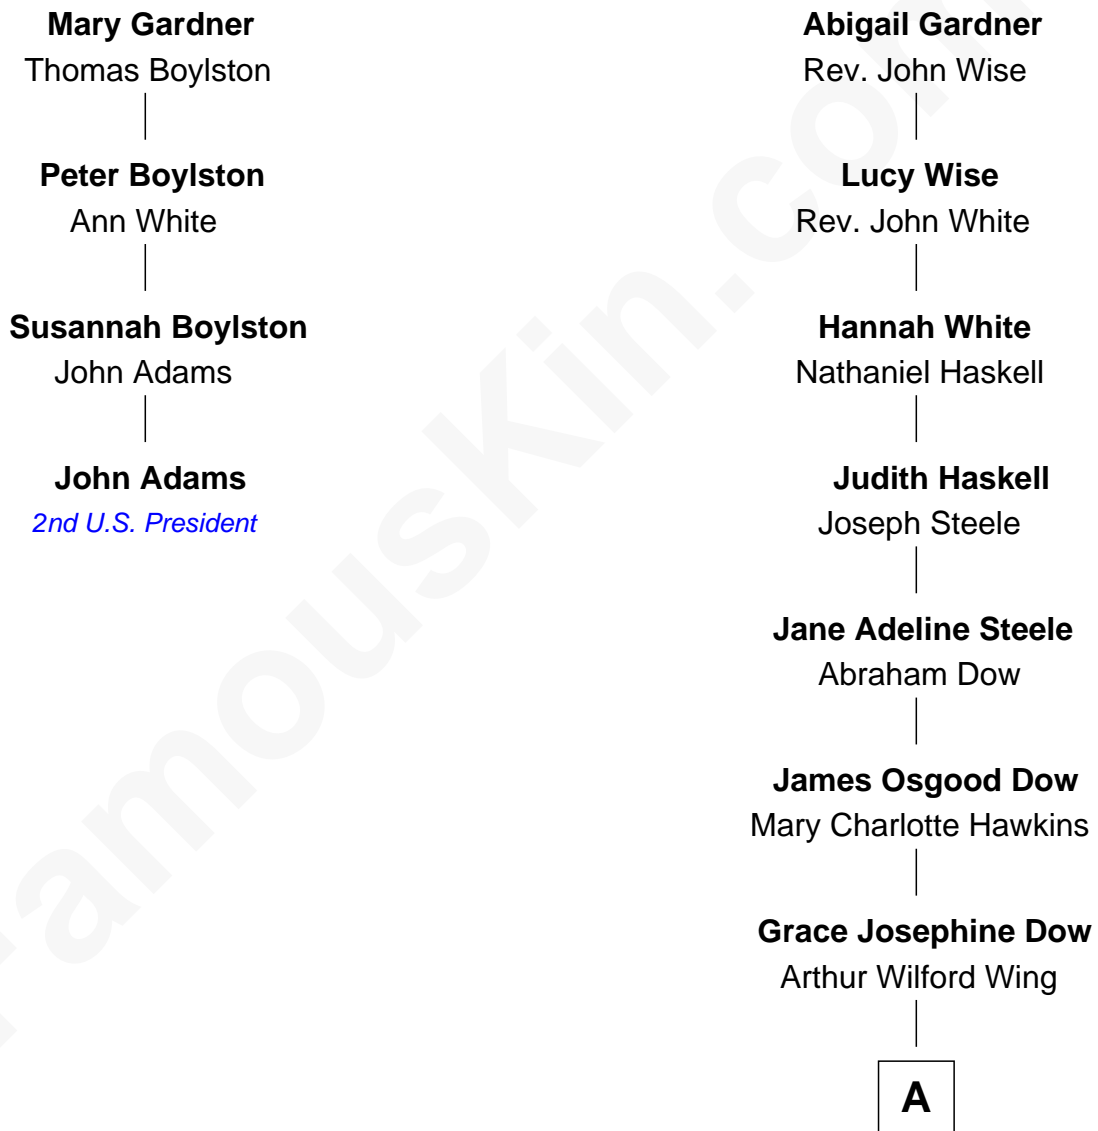 Mary Gardner
Thomas Boylston
Peter Boylston
Ann White
Susannah Boylston
John Adams
John Adams
2nd U.S. President
Abigail Gardner
Rev. John Wise
Lucy Wise
Rev. John White
Hannah White
Nathaniel Haskell
Judith Haskell
Joseph Steele
Jane Adeline Steele
Abraham Dow
James Osgood Dow
Mary Charlotte Hawkins
Grace Josephine Dow
Arthur Wilford Wing
A
FamousKin.com